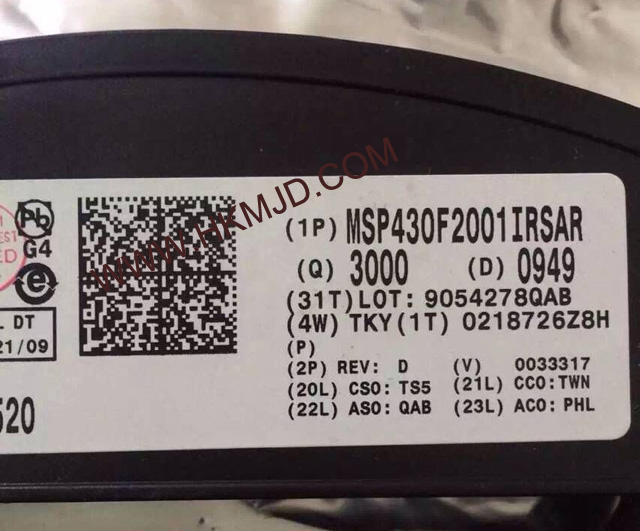 WWW.HKMJD.COM
Pb
G4
e
L DT
21/09
520
(1P) MSP430F2001IRSAR
(Q) 3000 (D) 0949
(31T)LOT: 9054278QAB
(4W) TKY(1T) 0218726Z8H
(P)
(2P) REV: D (V) 0033317
(20L) CSO: TS5 (21L) CCO:TWN
(22L) ASO: QAB (23L) ACO: PHL